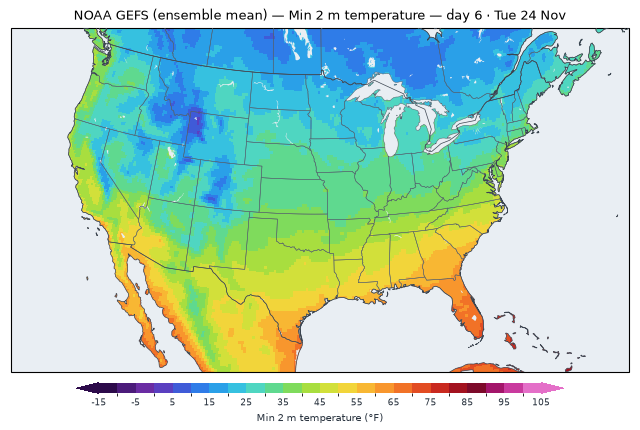 NOAA GEFS (ensemble mean) — Min 2 m temperature — day 6 · Tue 24 Nov
-15 -5 5 15 25 35 45 55 65 75 85 95 105
Min 2 m temperature (°F)